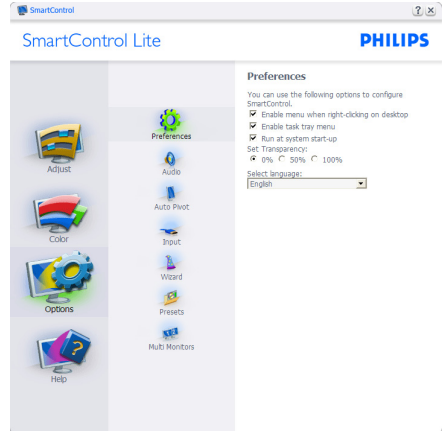 SmartControl
SmartControl Lite
PHILIPS
Adjust
Color
Options
Help
Preferences
Audio
Auto Pivot
Input
Wizard
Presets
Multi Monitors
Preferences
You can use the following options to configure
SmartControl.
Enable menu when right-clicking on desktop
Enable task tray menu
Run at system start-up
Set Transparency:
0% 50% 100%
Select language:
English